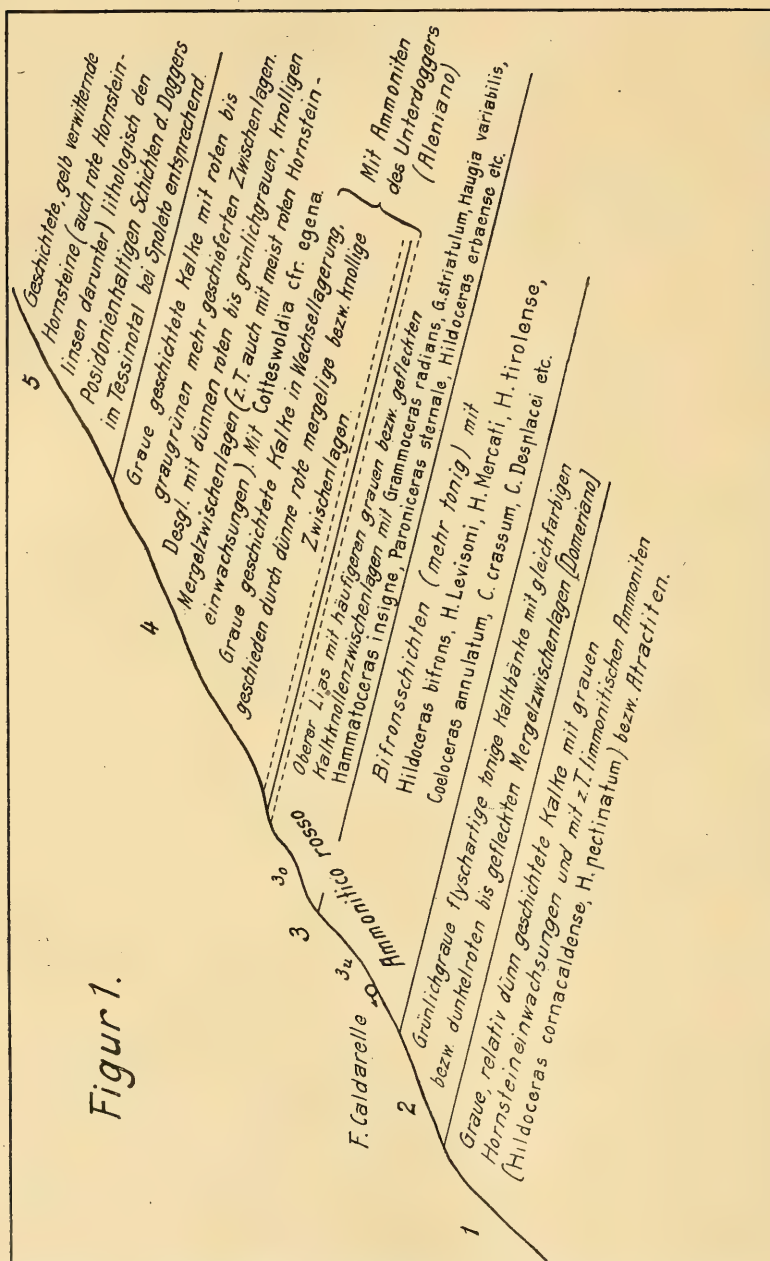 Figur 1.
5
Geschichtete, gelb verwitternde
Hornsteine (auch rote Hornstein-
linsen darunter) lithologisch den
Posidonienhaltigen Schichten d. Doggers
im Tessinotal bei Spoleto entsprechend.
4
Graue geschichtete Kalke mit roten bis
graugrünen mehr geschieferten Zwischenlagen.
Desgl. mit dünnen roten bis grünlichgrauen, knolligen
Mergelzwischenlagen (z. T. auch mit meist roten Hornstein-
einwachsungen). Mit Cotteswoldia cfr. egena.
Graue geschichtete Kalke in Wechsellagerung,
geschieden durch dünne rote mergelige bezw. knollige
Zwischenlagen.
Mit Ammoniten
des Unterdoggers
(Aleniano)
3
3o
3u
Ammonitico rosso
Oberer Lias mit häufigeren grauen bezw. gefleckten
Kalkknollenzwischenlagen mit Grammoceras radians, G. striatulum, Haugia variabilis,
Hammatoceras insigne, Paroniceras sternale, Hildoceras erbaense etc.
Bifronsschichten (mehr tonig) mit
Hildoceras bifrons, H. Levisoni, H. Mercati, H. tirolense,
Coeloceras annulatum, C. crassum, C. Desplacei etc.
F. Caldarelle
2
Grünlichgraue flyschartige tonige Kalkbänke mit gleichfarbigen
bezw. dunkelroten bis gefleckten Mergelzwischenlagen [Domeriano]
1
Graue, relativ dünn geschichtete Kalke mit grauen
Hornsteineinwachsungen und mit z. T. limmonitischen Ammoniten
(Hildoceras cornacaldense, H. pectinatum) bezw. Atractiten.